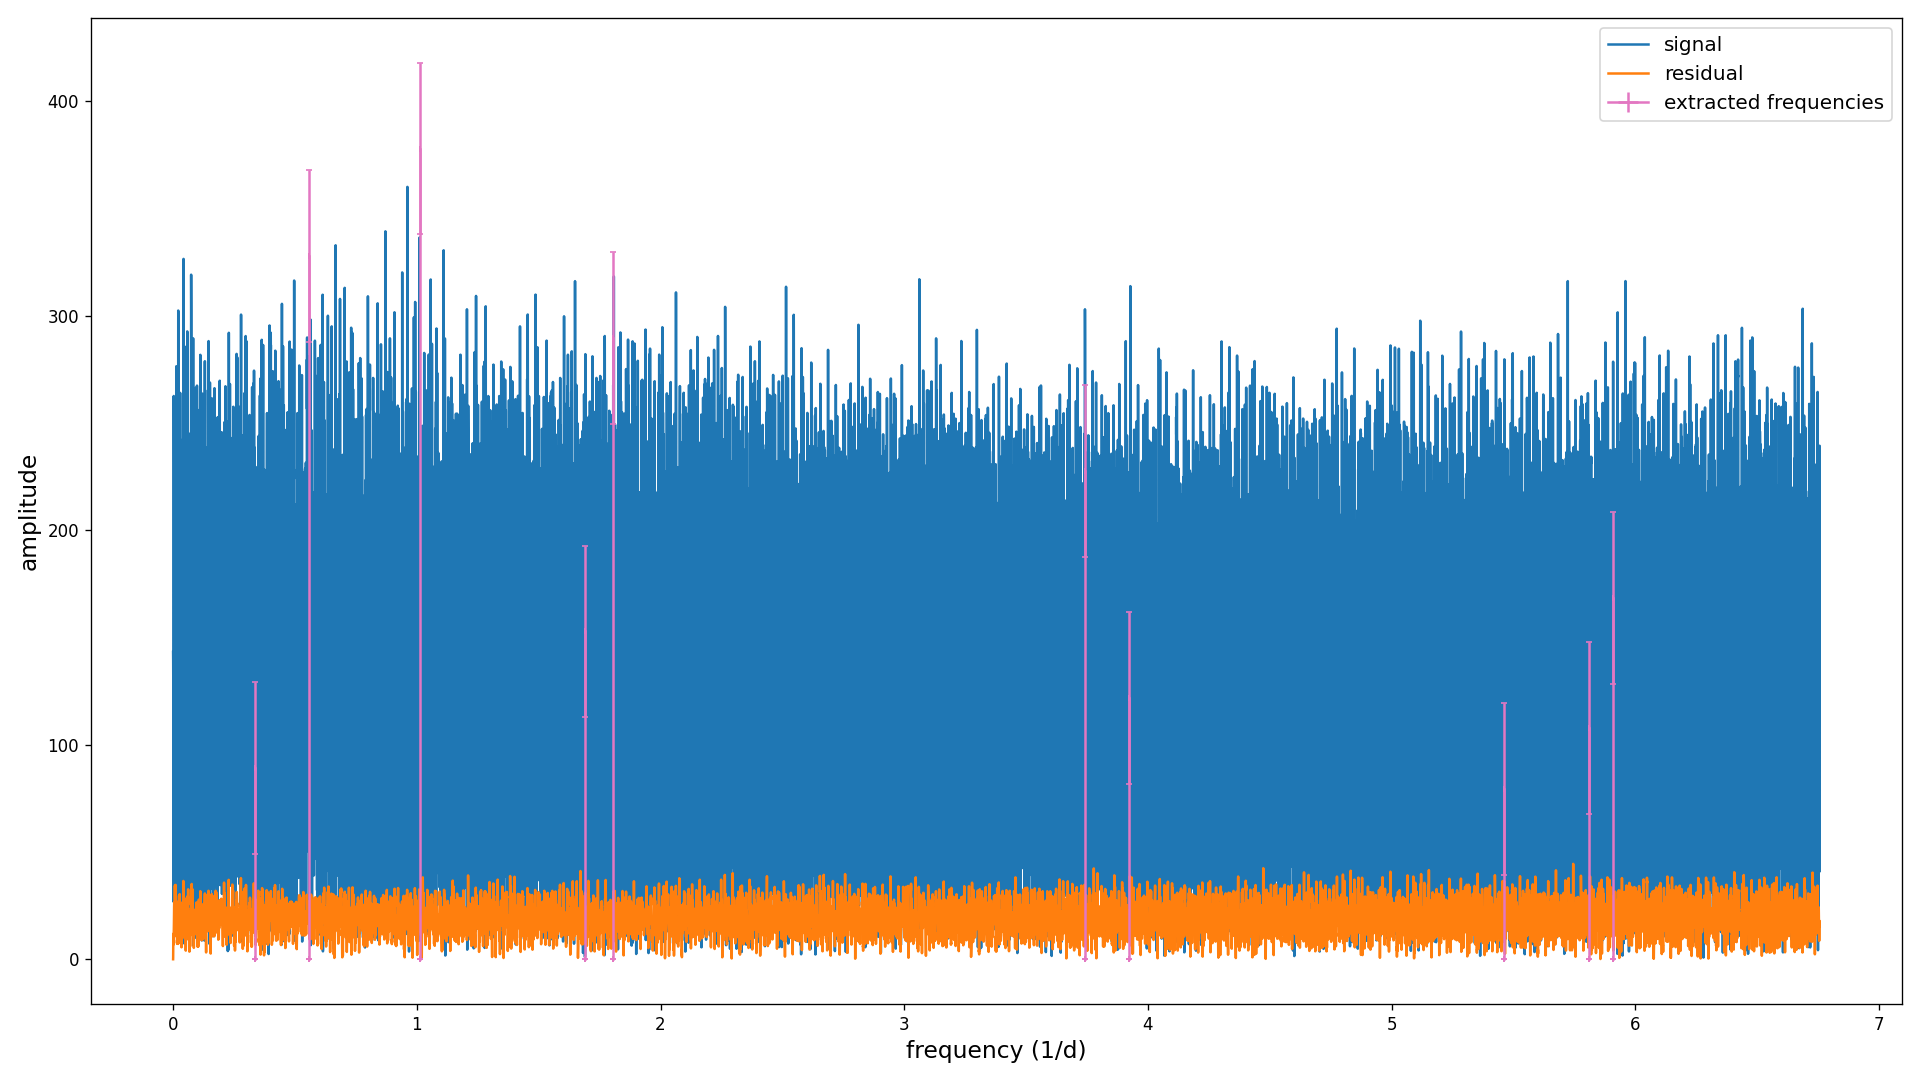 signal
residual
extracted frequencies
amplitude
400
300
200
100
0
0 1 2 3 4 5 6 7
frequency (1/d)